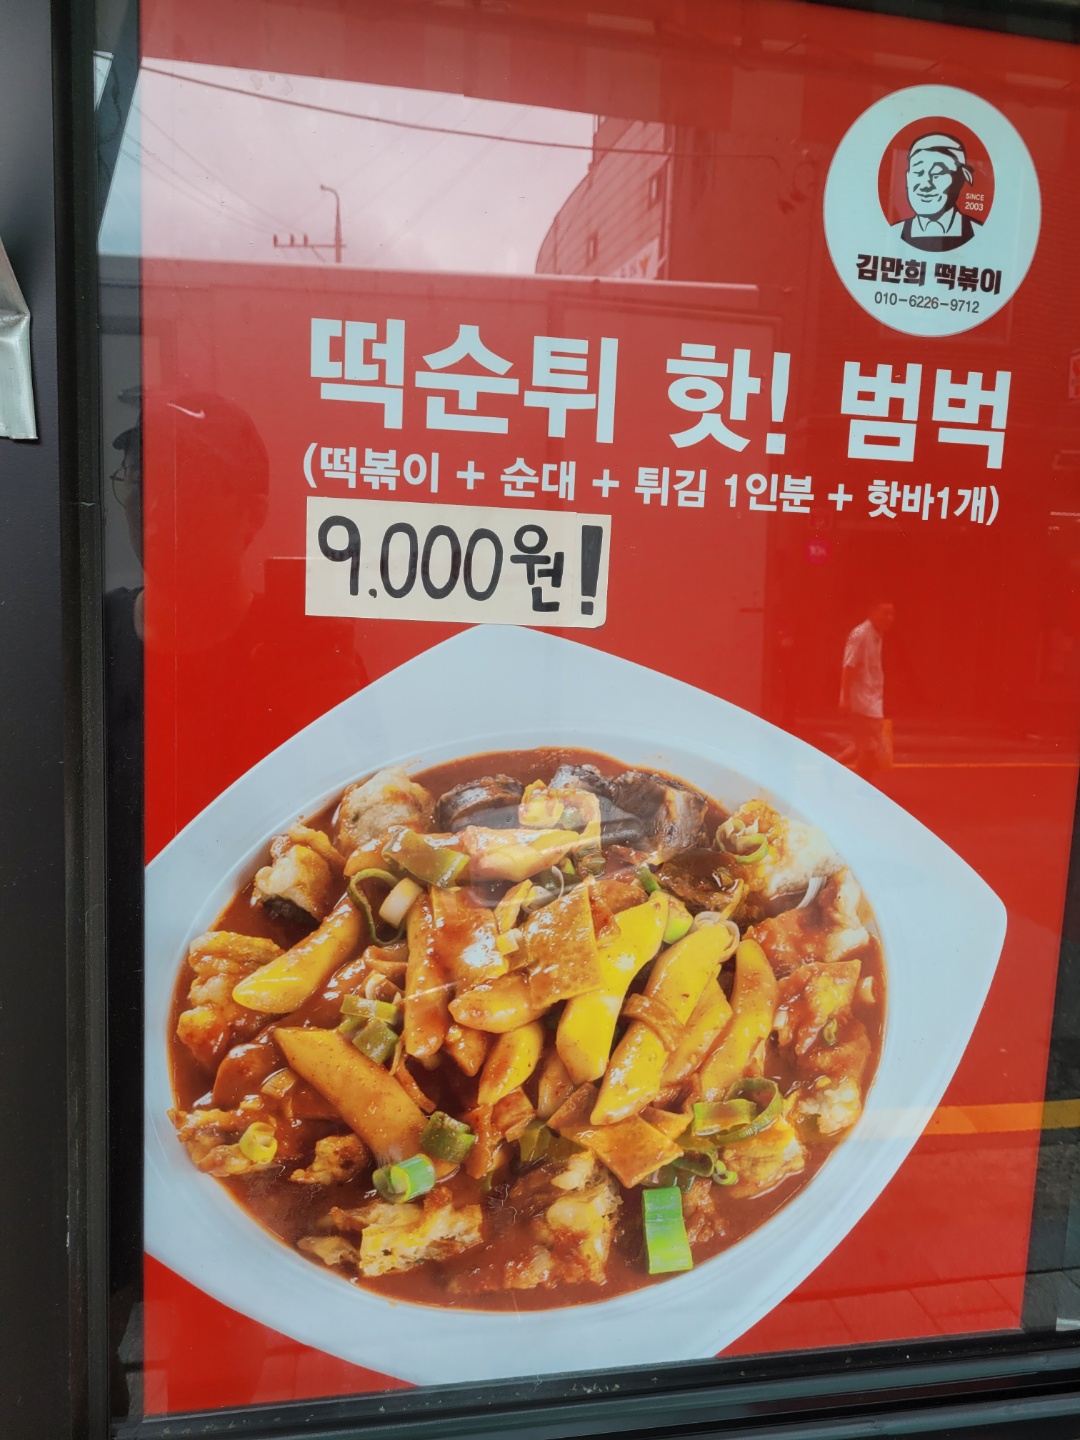 SINCE
2003
김만희 떡볶이
010-6226-9712
떡순튀 핫! 범벅
(떡볶이 + 순대 + 튀김 1인분 + 핫바1개)
9.000원!